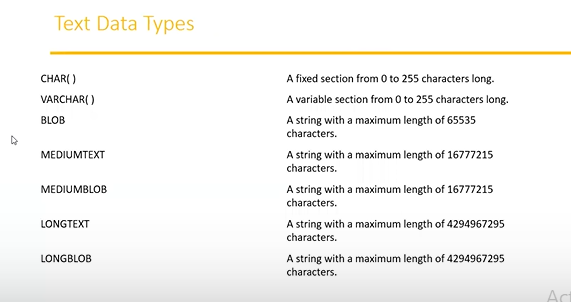 Text Data Types
CHAR( ) A fixed section from 0 to 255 characters long.
VARCHAR( ) A variable section from 0 to 255 characters long.
BLOB A string with a maximum length of 65535
characters.
MEDIUMTEXT A string with a maximum length of 16777215
characters.
MEDIUMBLOB A string with a maximum length of 16777215
characters.
LONGTEXT A string with a maximum length of 4294967295
characters.
LONGBLOB A string with a maximum length of 4294967295
characters.